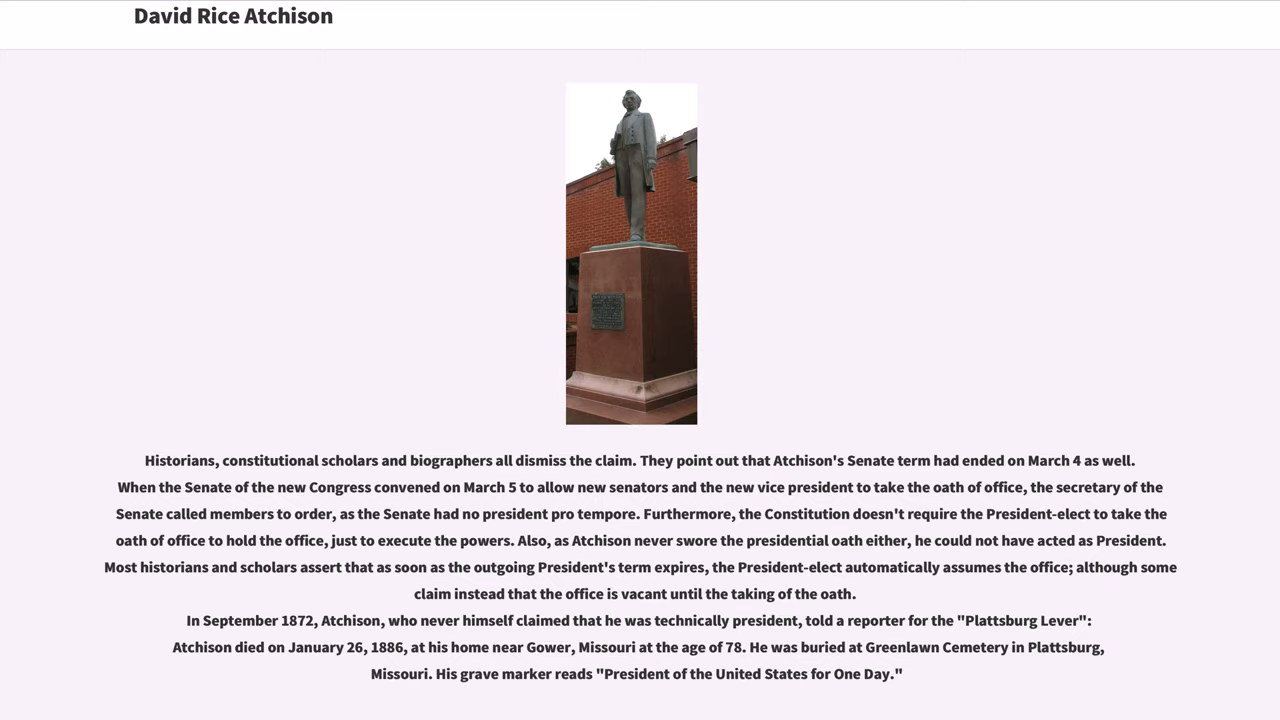 David Rice Atchison
Historians, constitutional scholars and biographers all dismiss the claim. They point out that Atchison's Senate term had ended on March 4 as well.
When the Senate of the new Congress convened on March 5 to allow new senators and the new vice president to take the oath of office, the secretary of the
Senate called members to order, as the Senate had no president pro tempore. Furthermore, the Constitution doesn't require the President-elect to take the
oath of office to hold the office, just to execute the powers. Also, as Atchison never swore the presidential oath either, he could not have acted as President.
Most historians and scholars assert that as soon as the outgoing President's term expires, the President-elect automatically assumes the office; although some
claim instead that the office is vacant until the taking of the oath.
In September 1872, Atchison, who never himself claimed that he was technically president, told a reporter for the "Plattsburg Lever":
Atchison died on January 26, 1886, at his home near Gower, Missouri at the age of 78. He was buried at Greenlawn Cemetery in Plattsburg,
Missouri. His grave marker reads "President of the United States for One Day."